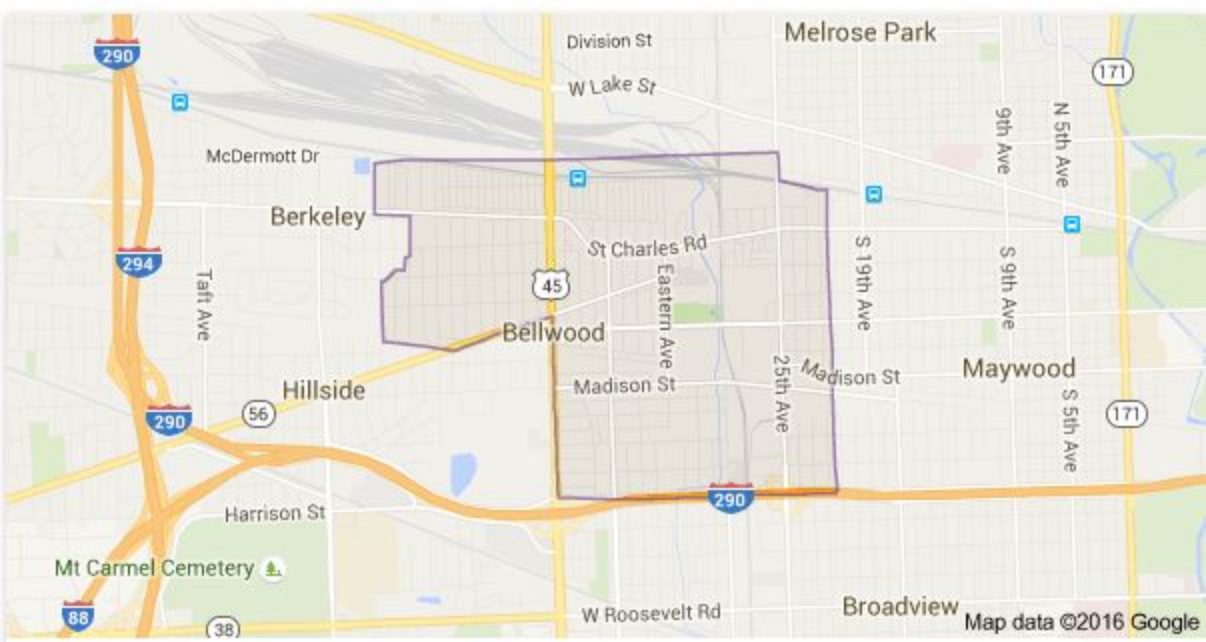 Melrose Park
Division St
290
171
W Lake St
McDermott Dr
9th Ave
N 5th Ave
Berkeley
St Charles Rd
294
Taft Ave
45
Eastern Ave
S 19th Ave
S 9th Ave
Bellwood
25th Ave
Madison St
Madison St
Maywood
Hillside
56
290
S 5th Ave
171
290
Harrison St
Mt Carmel Cemetery
88
38
W Roosevelt Rd
Broadview
Map data ©2016 Google